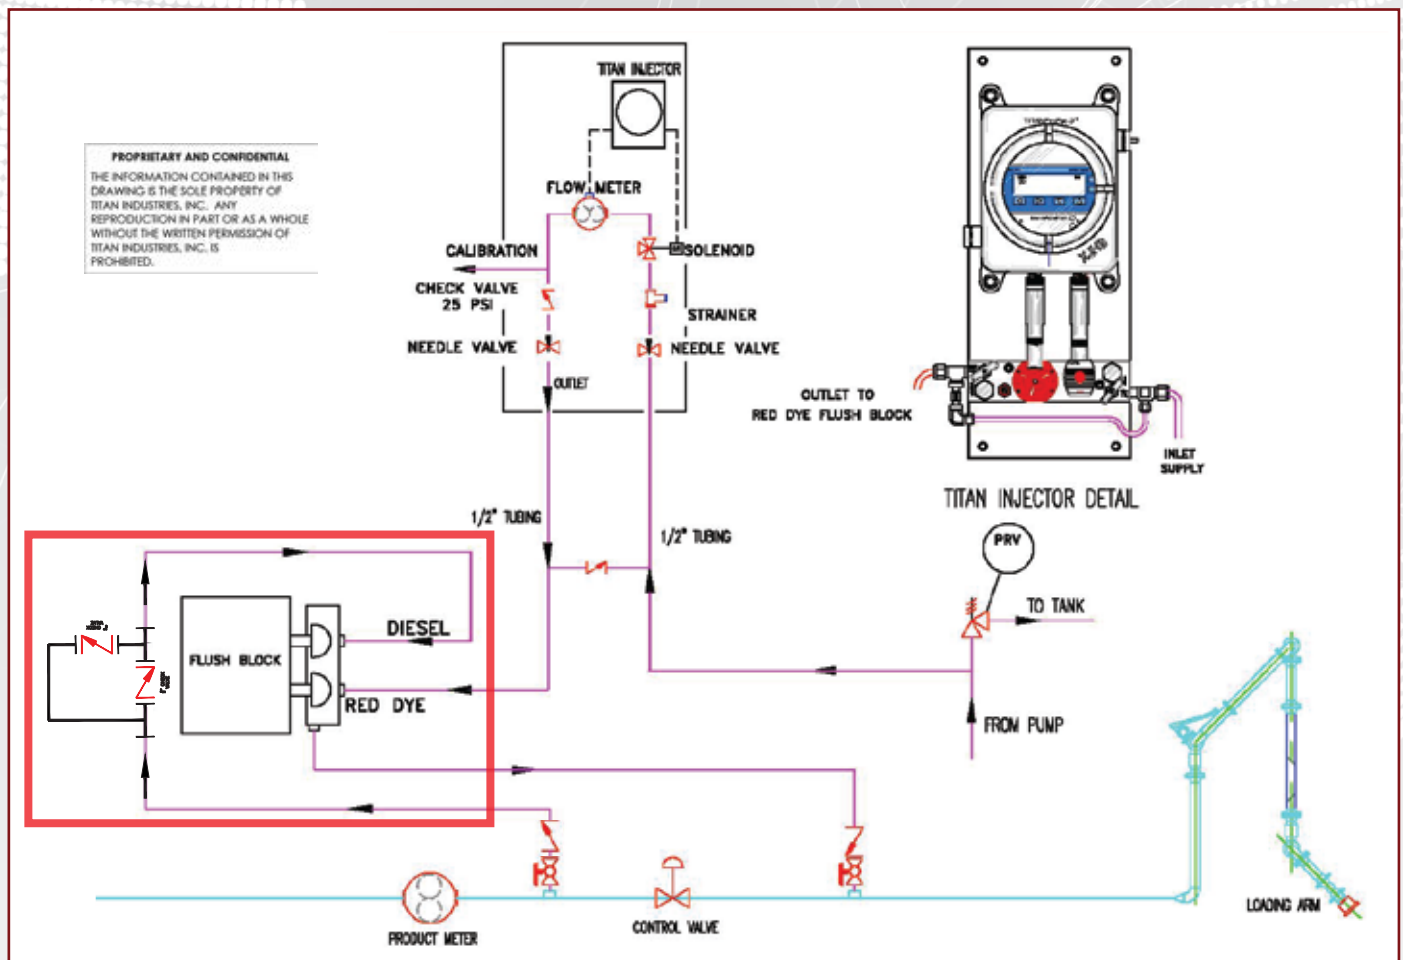 PROPRIETARY AND CONFIDENTIAL
THE INFORMATION CONTAINED IN THIS
DRAWING IS THE SOLE PROPERTY OF
TITAN INDUSTRIES, INC. ANY
REPRODUCTION IN PART OR AS A WHOLE
WITHOUT THE WRITTEN PERMISSION OF
TITAN INDUSTRIES, INC. IS
PROHIBITED.
TITAN INJECTOR
FLOW METER
CALIBRATION
SOLENOID
CHECK VALVE
25 PSI
STRAINER
NEEDLE VALVE
NEEDLE VALVE
OUTLET
OUTLET TO
RED DYE FLUSH BLOCK
INLET
SUPPLY
TITAN INJECTOR DETAIL
1/2" TUBING
1/2" TUBING
PRV
TO TANK
DIESEL
FLUSH BLOCK
RED DYE
FROM PUMP
LOADING ARM
CONTROL VALVE
PRODUCT METER